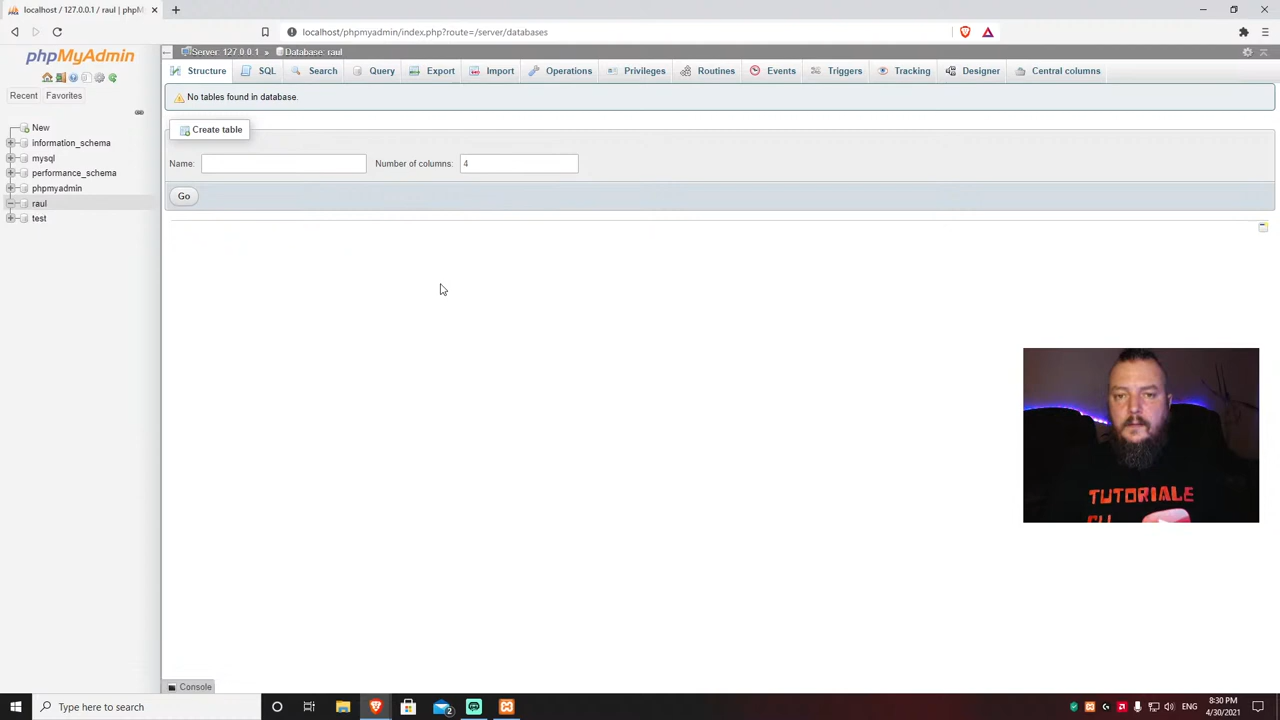 localhost / 127.0.0.1 / raul | phpM
localhost/phpmyadmin/index.php?route=/server/databases
phpMyAdmin
Recent Favorites
New
information_schema
mysql
performance_schema
phpmyadmin
raul
test
Server: 127.0.0.1 » Database: raul
Structure SQL Search Query Export Import Operations Privileges Routines Events Triggers Tracking Designer Central columns
No tables found in database.
Create table
Name: Number of columns: 4
Go
TUTORIALE
CU
Console
Type here to search
2
8:30 PM
4/30/2021